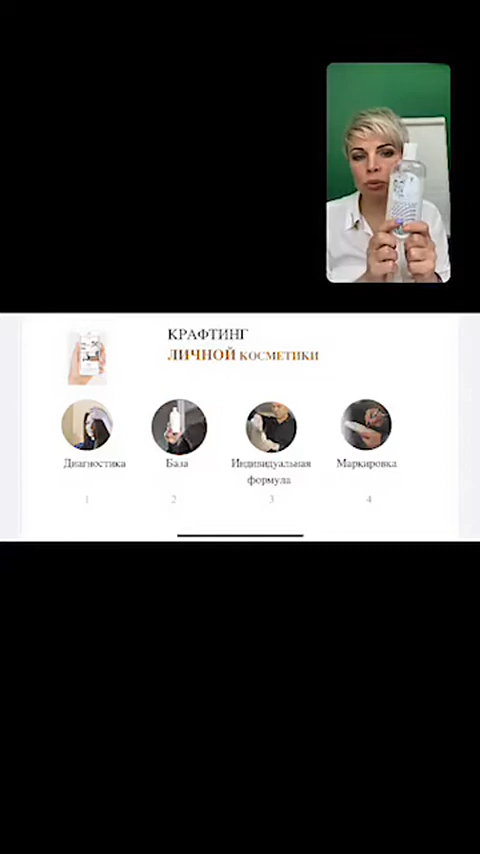 КРАФТИНГ
ЛИЧНОЙ КОСМЕТИКИ
Диагностика
База
Индивидуальная
формула
Маркировка
1
2
3
4